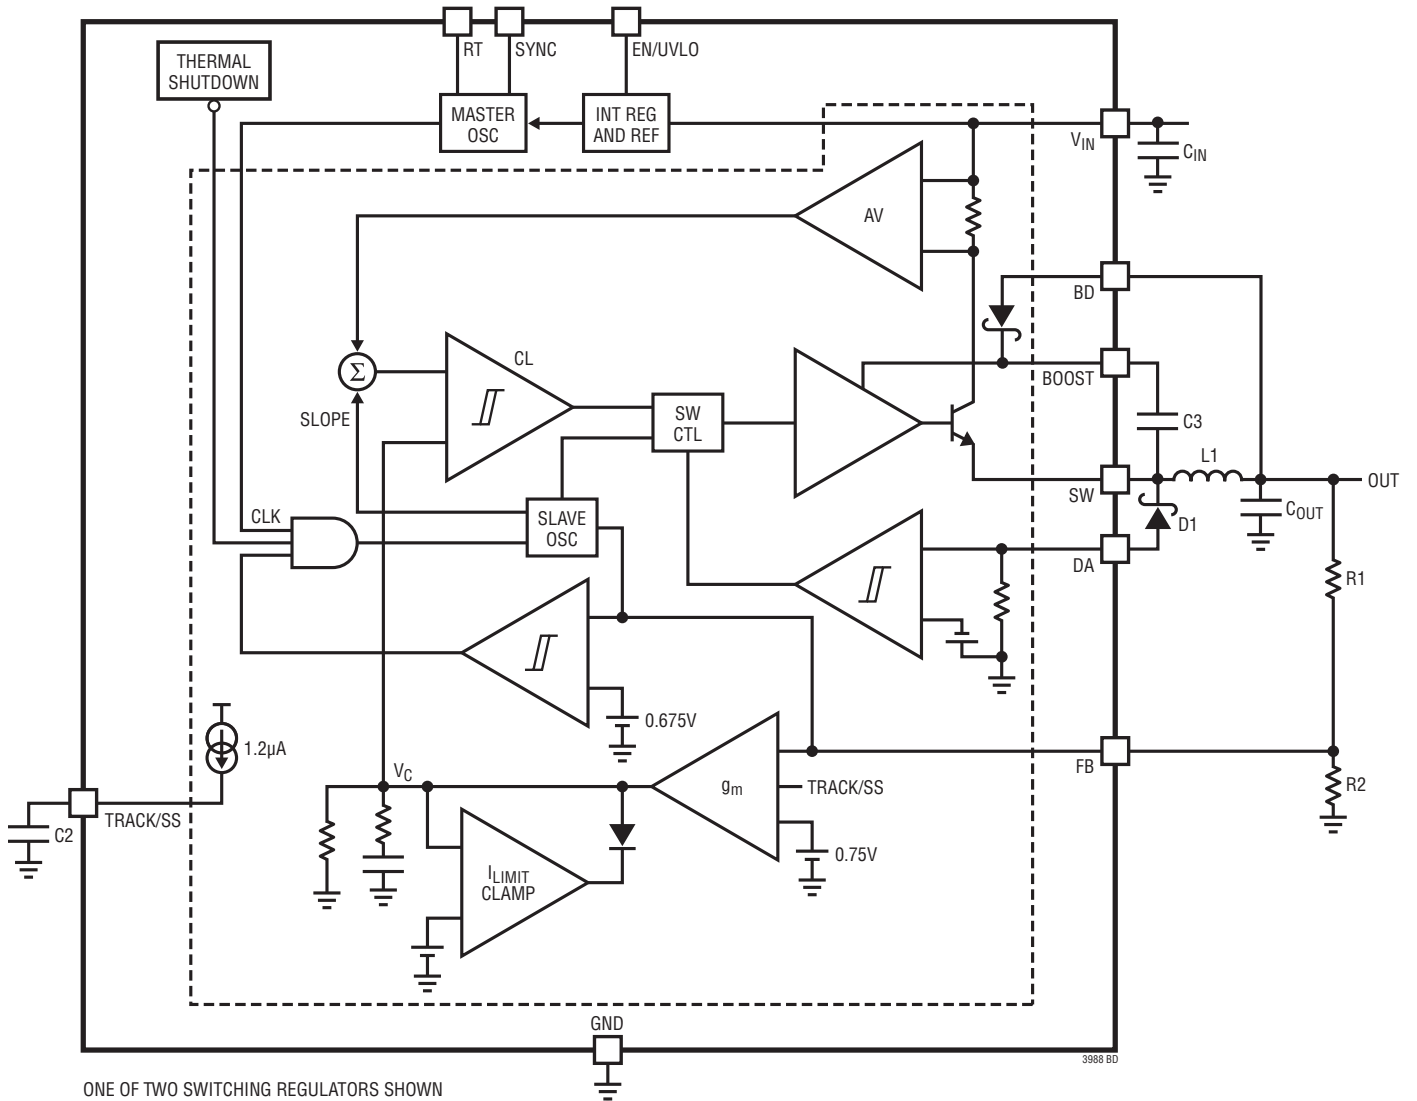 RT
SYNC
EN/UVLO
THERMAL
SHUTDOWN
MASTER
OSC
INT REG
AND REF
VIN
CIN
AV
BD
CL
Σ
BOOST
SLOPE
SW
CTL
C3
L1
SW
OUT
CLK
SLAVE
OSC
COUT
D1
DA
R1
0.675V
1.2µA
VC
gm
TRACK/SS
FB
R2
TRACK/SS
C2
0.75V
ILIMIT
CLAMP
GND
3988 BD
ONE OF TWO SWITCHING REGULATORS SHOWN